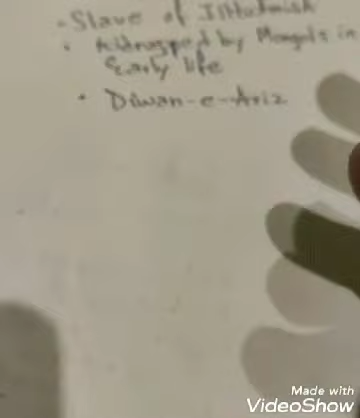 - Slave of Iltutmish
• Kidnapped by Mongols in
Early life
• Diwan-e-Ariz
Made with
VideoShow